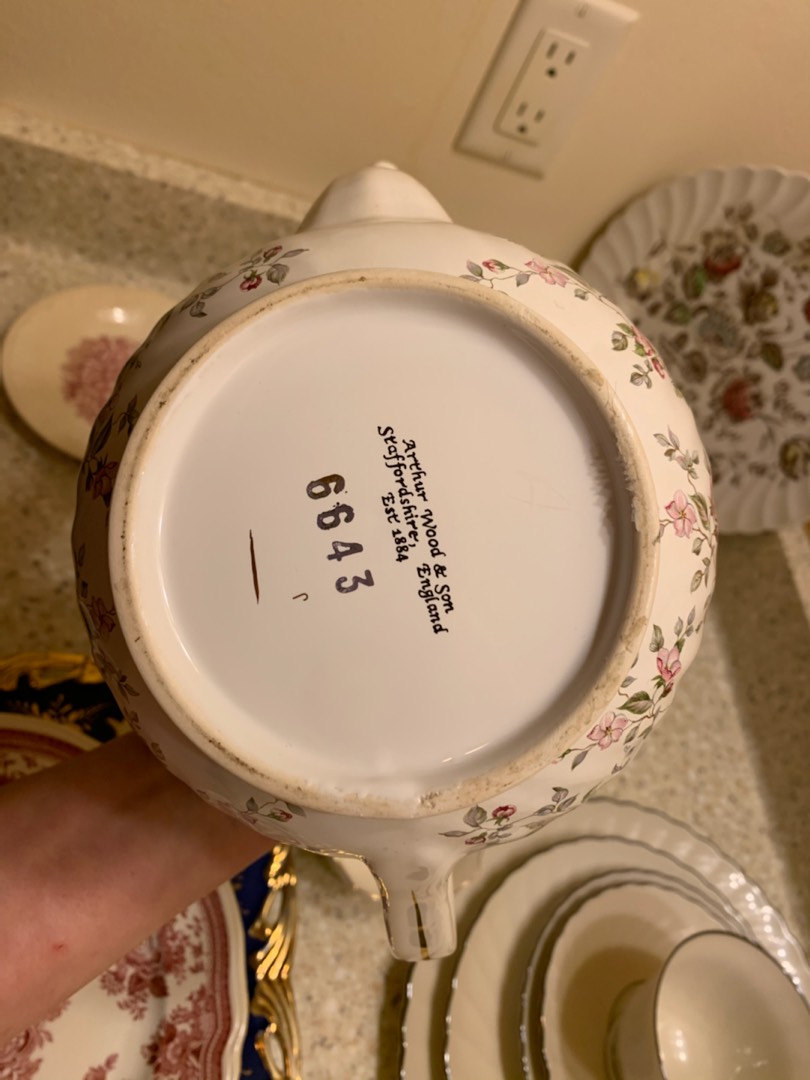 Arthur Wood & Son
Staffordshire, England
Est 1884
6643